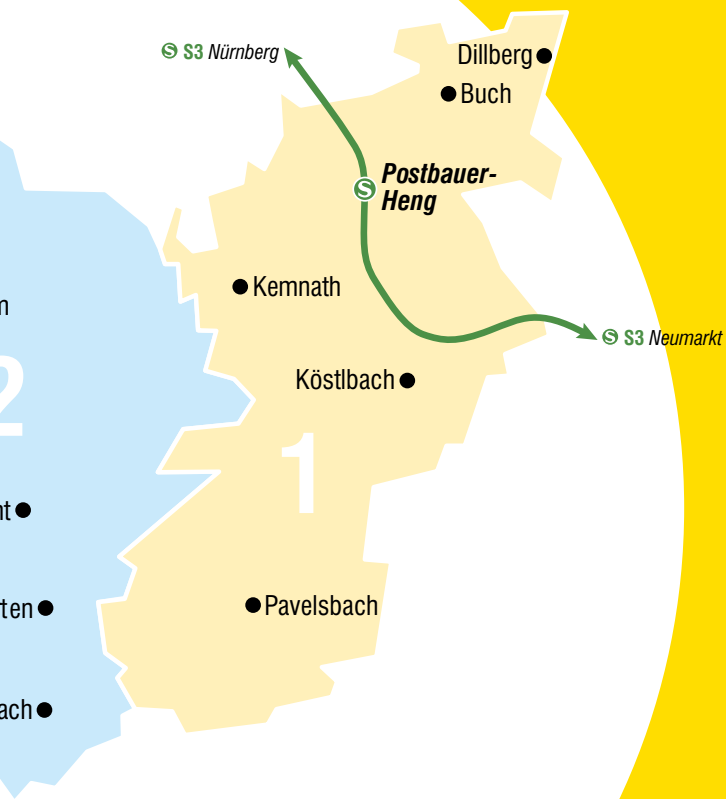 Dillberg
S S3 Nürnberg
Buch
S Postbauer-
Heng
Kemnath
S S3 Neumarkt
Köstlbach
2
1
Pavelsbach